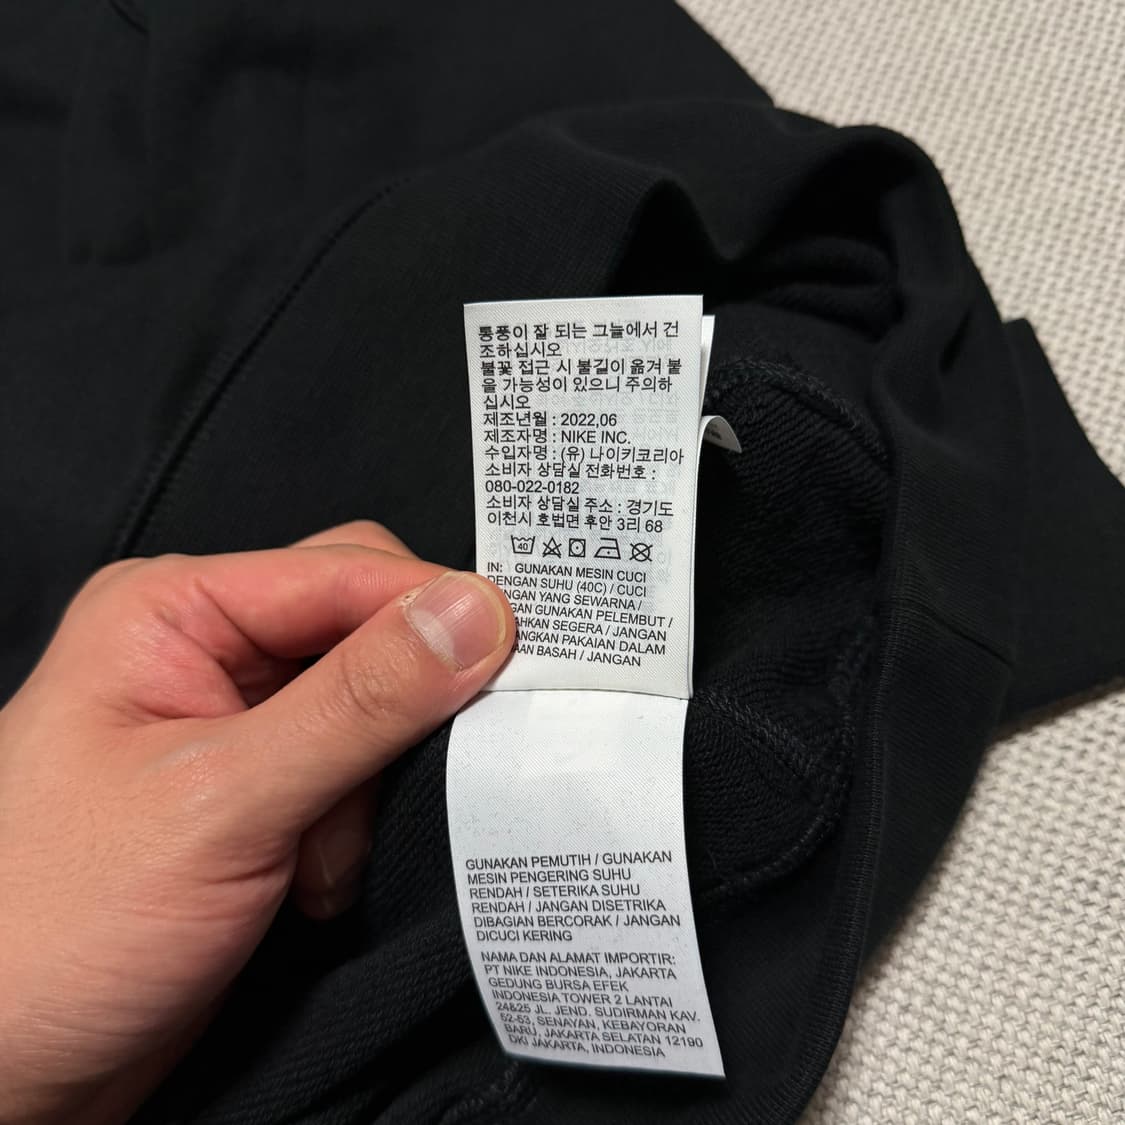 통풍이 잘 되는 그늘에서 건
조하십시오
불꽃 접근 시 불길이 옮겨 붙
을 가능성이 있으니 주의하
십시오
제조년월 : 2022,06
제조자명 : NIKE INC.
수입자명 : (유) 나이키코리아
소비자 상담실 전화번호 :
080-022-0182
소비자 상담실 주소 : 경기도
이천시 호법면 후안 3리 68
40
IN: GUNAKAN MESIN CUCI
DENGAN SUHU (40C) / CUCI
YANG SEWARNA /
GUNAKAN PELEMBUT /
SEGERA / JANGAN
PAKAIAN DALAM
BASAH / JANGAN
GUNAKAN PEMUTIH / GUNAKAN
MESIN PENGERING SUHU
RENDAH / SETERIKA SUHU
RENDAH / JANGAN DISETRIKA
DIBAGIAN BERCORAK / JANGAN
DICUCI KERING
NAMA DAN ALAMAT IMPORTIR:
PT NIKE INDONESIA, JAKARTA
GEDUNG BURSA EFEK
INDONESIA TOWER 2 LANTAI
24&25 JL. JEND. SUDIRMAN KAV.
52-53, SENAYAN, KEBAYORAN
BARU, JAKARTA SELATAN 12190
DKI JAKARTA, INDONESIA